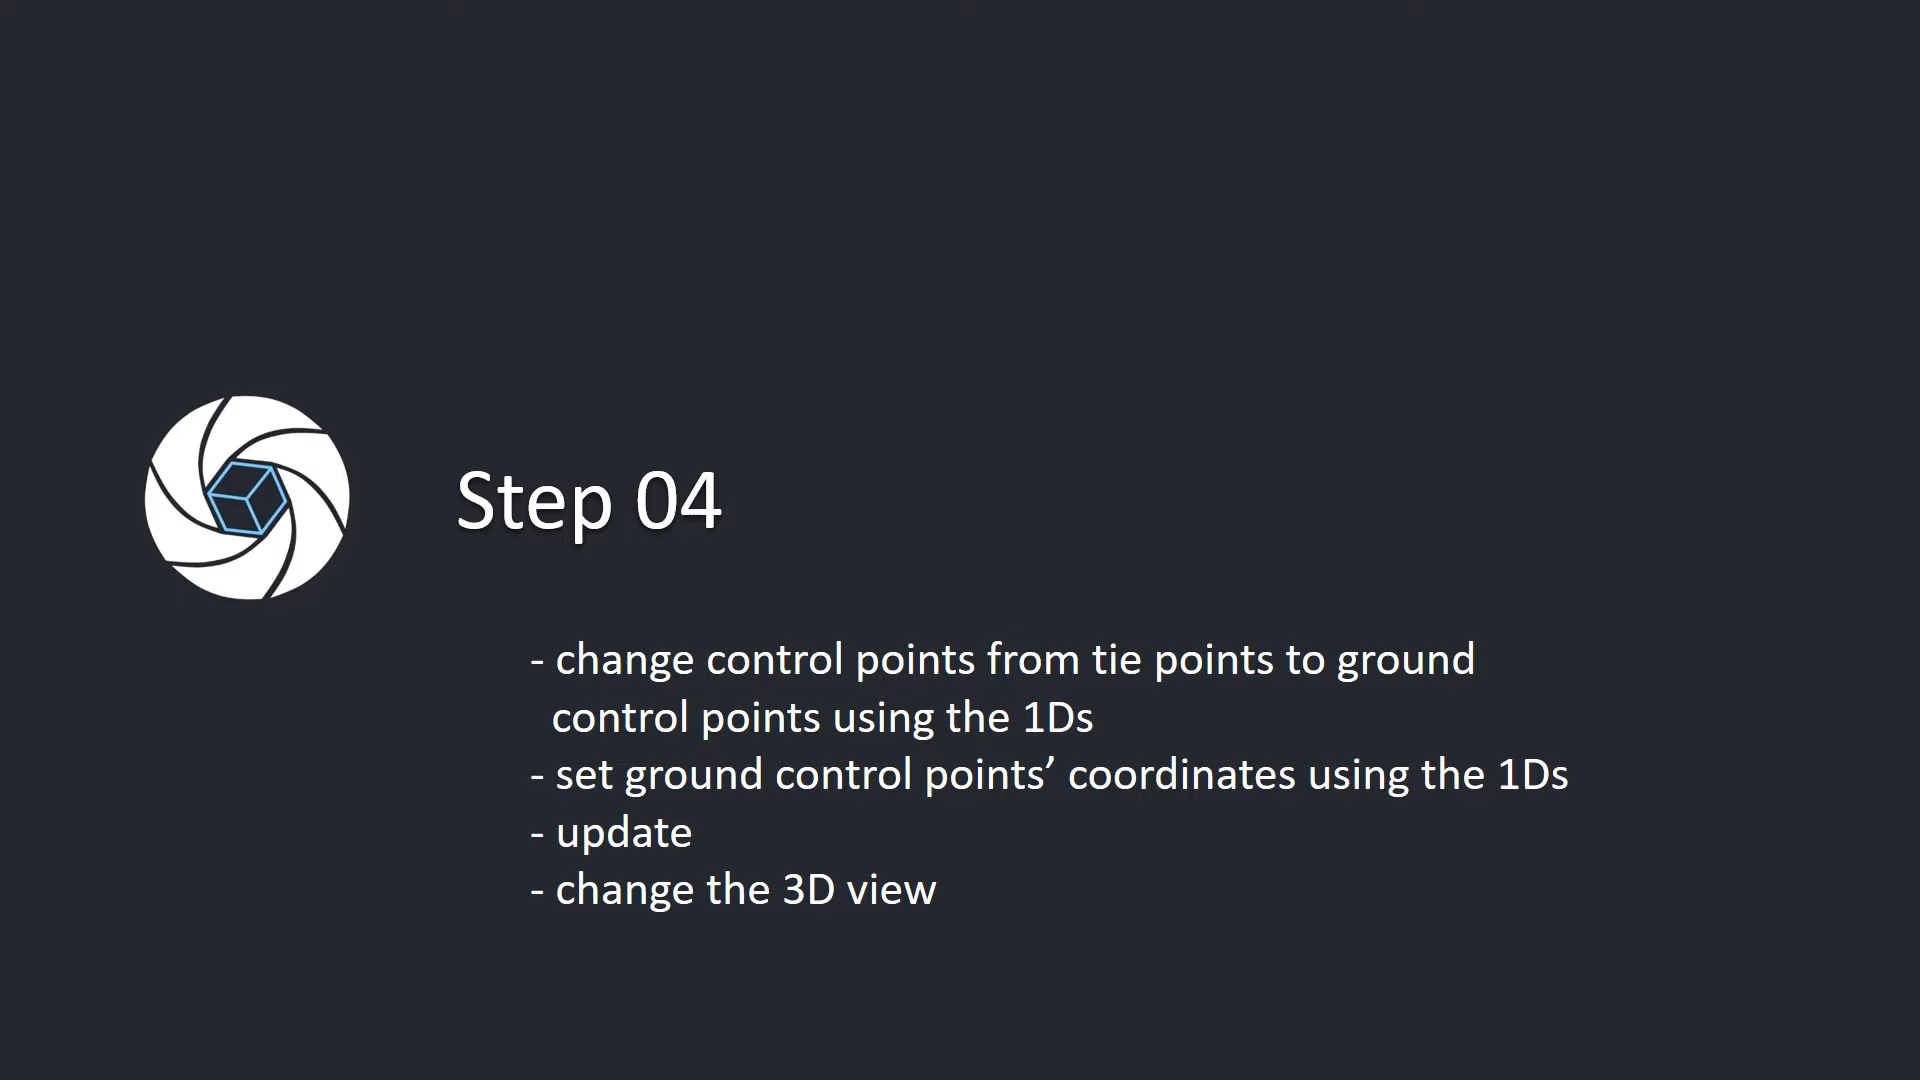 Step 04
- change control points from tie points to ground
control points using the 1Ds
- set ground control points’ coordinates using the 1Ds
- update
- change the 3D view